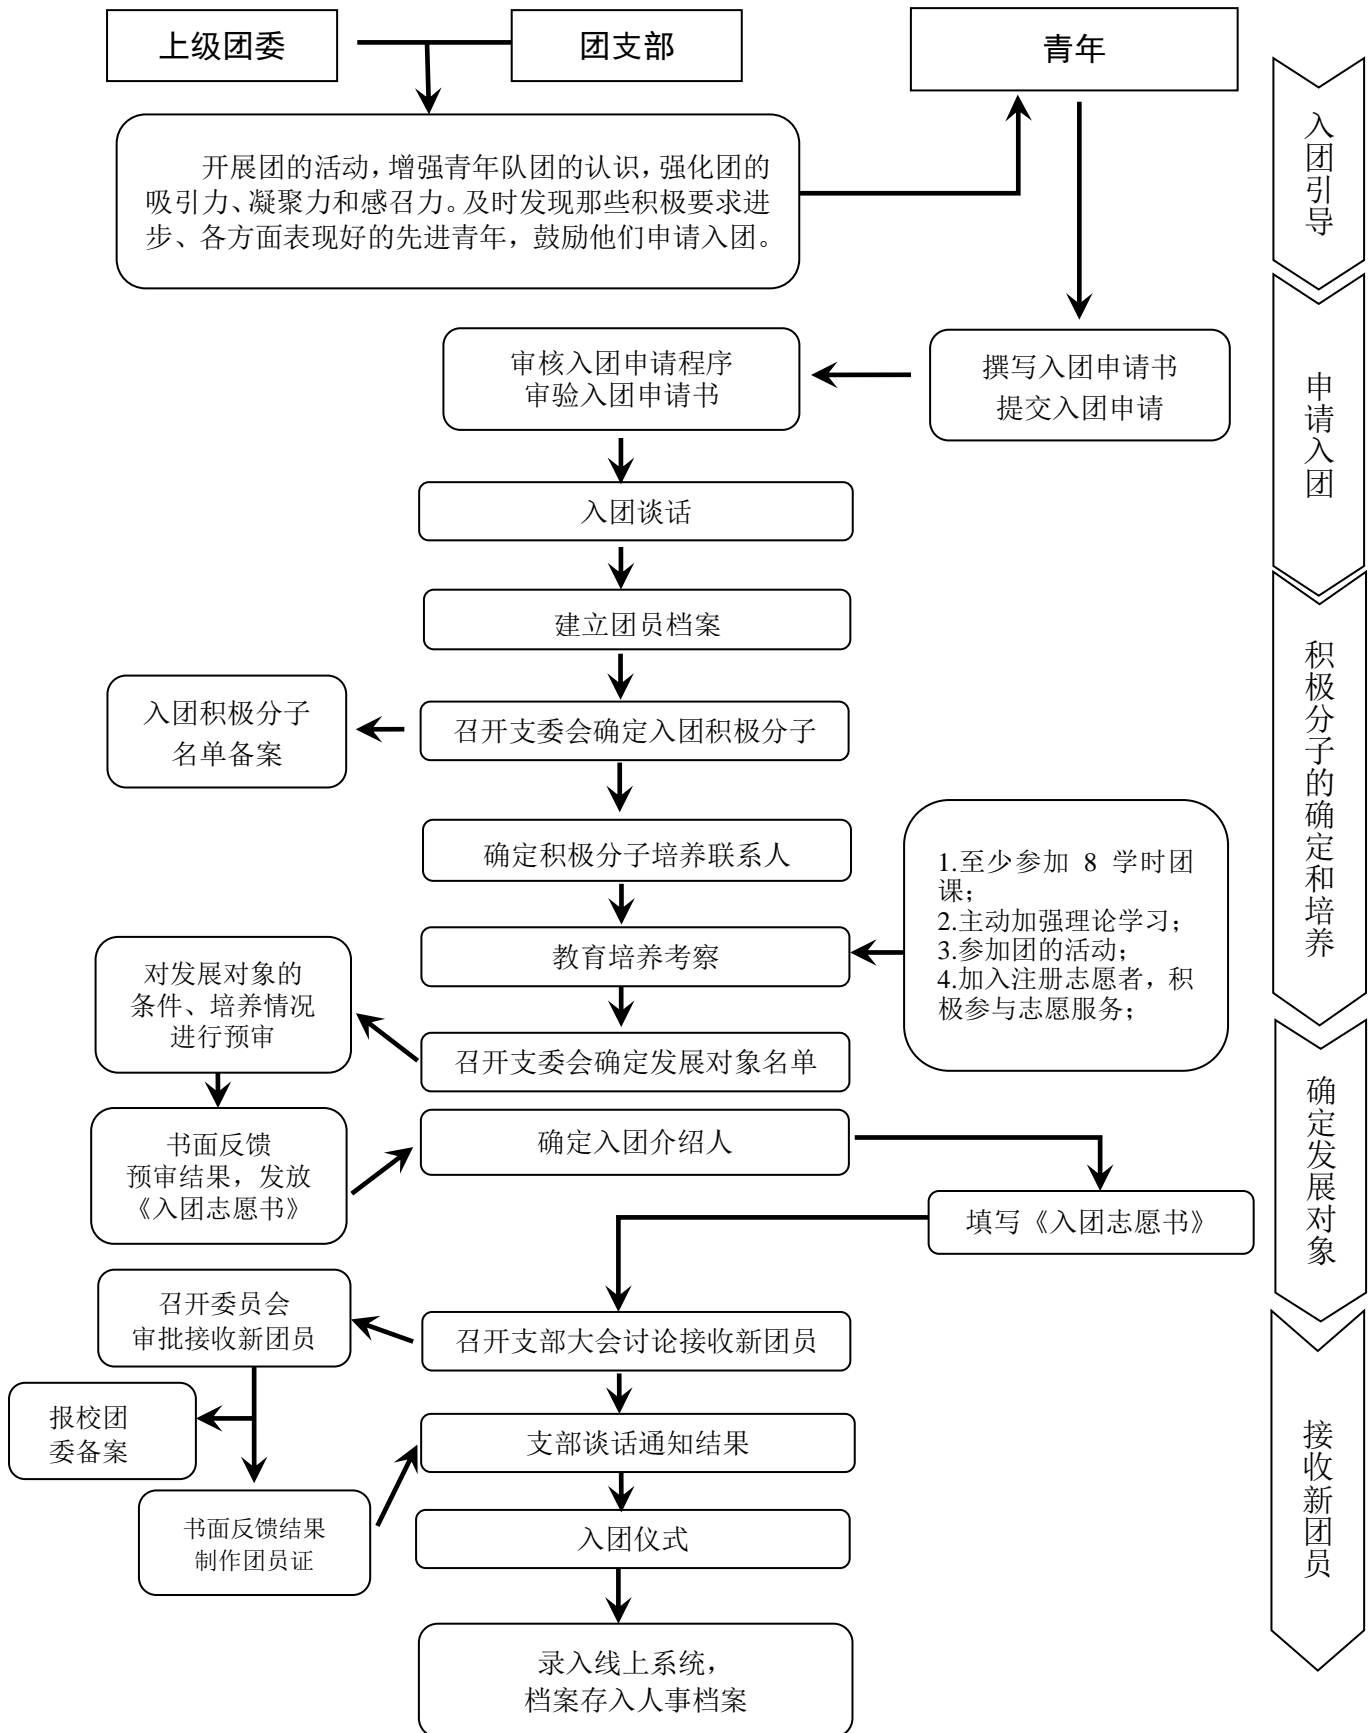 上级团委
团支部
青年
开展团的活动，增强青年队团的认识，强化团的
吸引力、凝聚力和感召力。及时发现那些积极要求进
步、各方面表现好的先进青年，鼓励他们申请入团。
入团引导
审核入团申请程序
审验入团申请书
撰写入团申请书
提交入团申请
申请入团
入团谈话
建立团员档案
入团积极分子
名单备案
召开支委会确定入团积极分子
积极分子的确定和培养
确定积极分子培养联系人
1.至少参加 8 学时团
课；
2.主动加强理论学习；
3.参加团的活动；
4.加入注册志愿者，积
极参与志愿服务；
教育培养考察
对发展对象的
条件、培养情况
进行预审
召开支委会确定发展对象名单
确定发展对象
书面反馈
预审结果，发放
《入团志愿书》
确定入团介绍人
填写《入团志愿书》
召开委员会
审批接收新团员
召开支部大会讨论接收新团员
接收新团员
报校团
委备案
支部谈话通知结果
书面反馈结果
制作团员证
入团仪式
录入线上系统，
档案存入人事档案